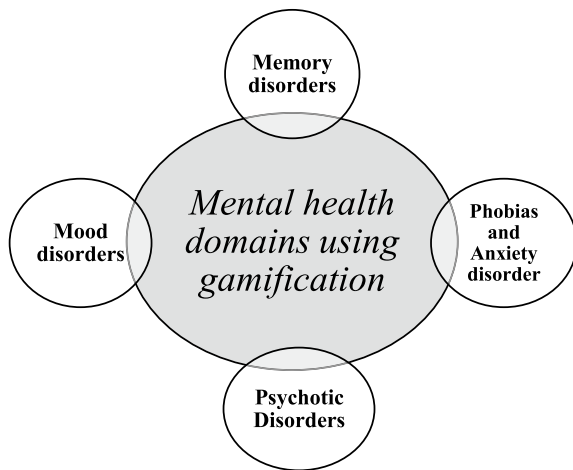 Memory
disorders
Mental health
domains using
gamification
Mood
disorders
Phobias
and
Anxiety
disorder
Psychotic
Disorders